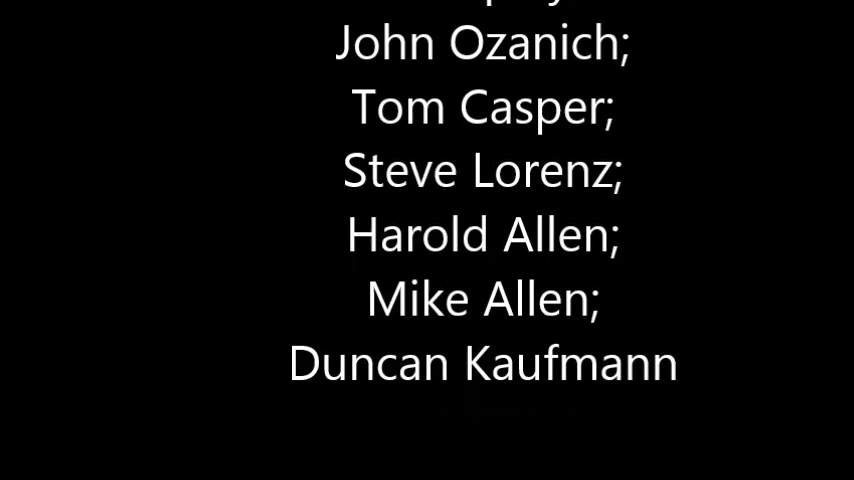 John Ozanich;
Tom Casper;
Steve Lorenz;
Harold Allen;
Mike Allen;
Duncan Kaufmann